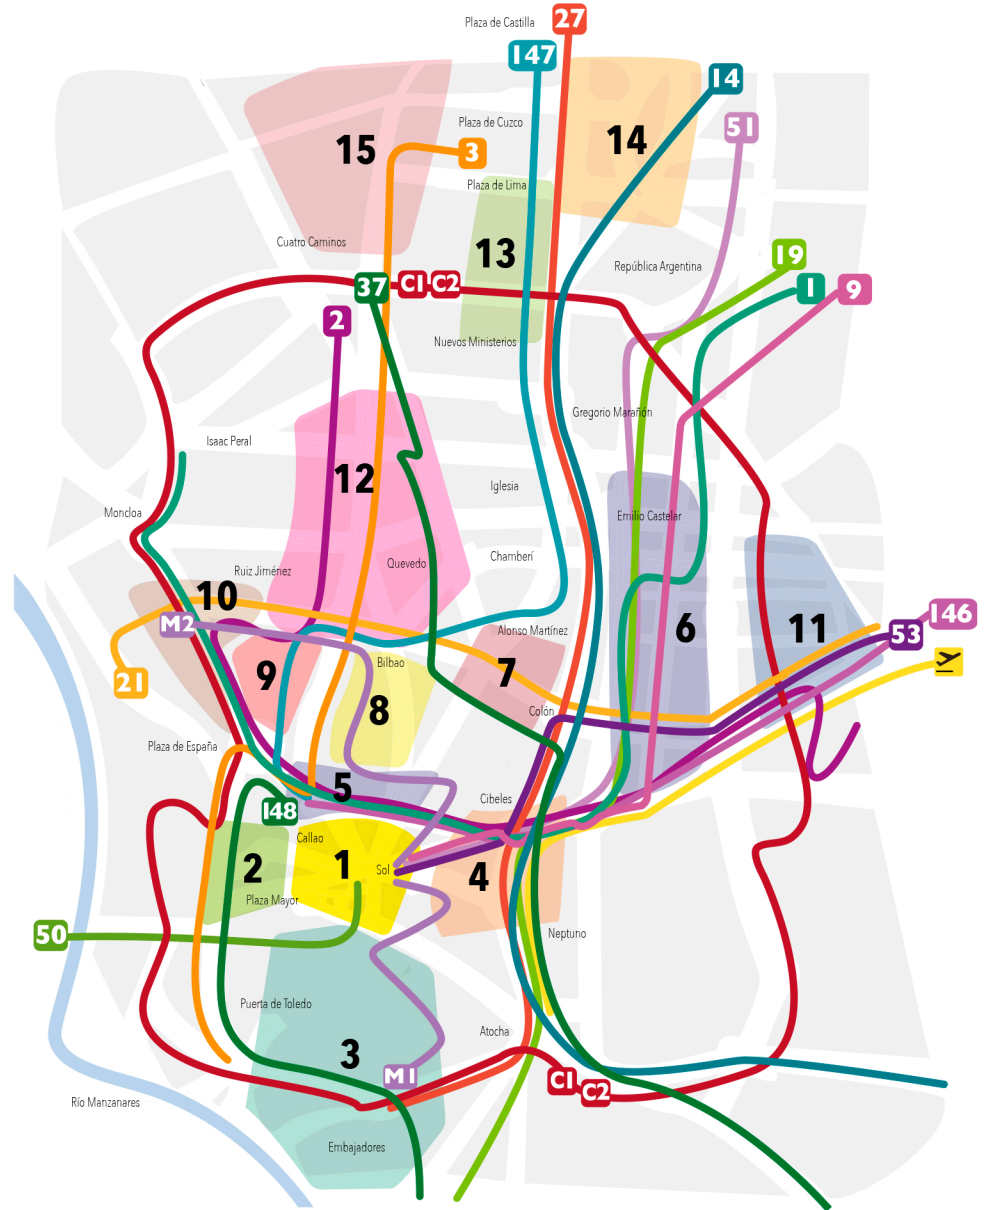 Plaza de Castilla
27
147
14
Plaza de Cuzco
51
15
3
14
Plaza de Lima
Cuatro Caminos
13
19
República Argentina
37
C1
C2
1
9
2
Nuevos Ministerios
Gregorio Marañón
Isaac Peral
12
Iglesia
Moncloa
Emilio Castelar
Quevedo
Chamberí
Ruiz Jiménez
10
M2
Alonso Martínez
6
11
146
53
Bilbao
9
7
21
8
Colón
Plaza de España
5
148
Cibeles
Callao
1
Sol
2
4
Plaza Mayor
50
Neptuno
Puerta de Toledo
Atocha
3
M1
C1
C2
Río Manzanares
Embajadores